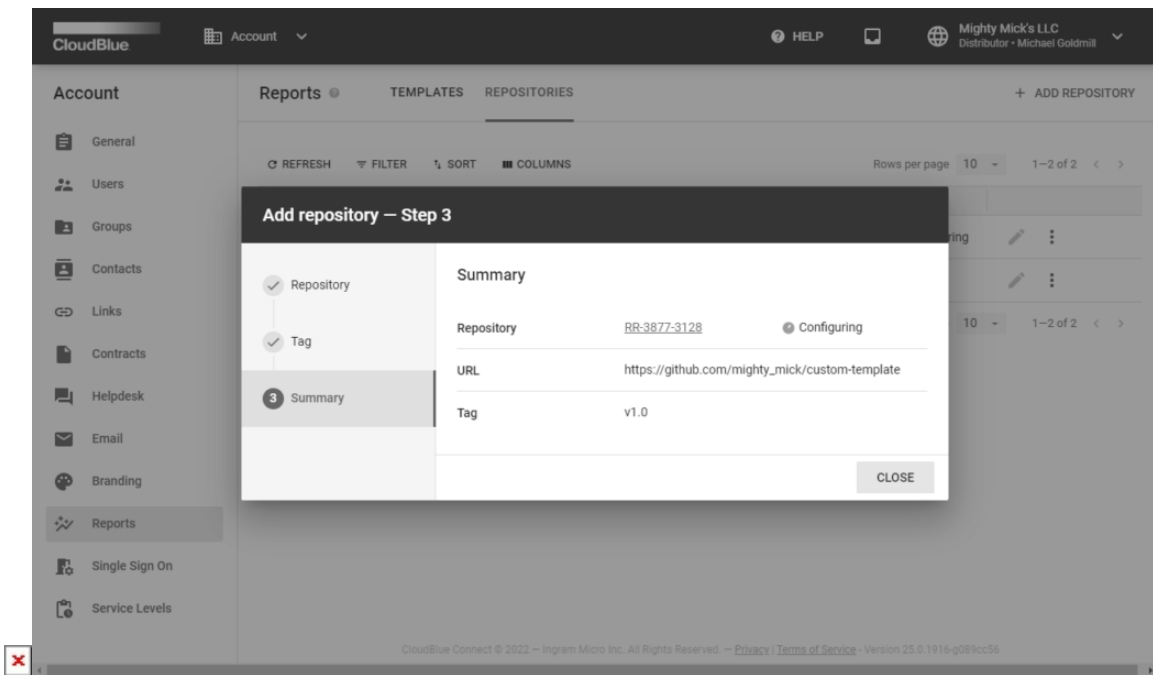 CloudBlue
Account
HELP
Mighty Mick's LLC
Distributor • Michael Goldmill
Account
General
Users
Groups
Contacts
Links
Contracts
Helpdesk
Email
Branding
Reports
Single Sign On
Service Levels
Reports
TEMPLATES
REPOSITORIES
+ ADD REPOSITORY
REFRESH
FILTER
SORT
COLUMNS
Rows per page 10
1–2 of 2
ring
10
1–2 of 2
Add repository — Step 3
Repository
Tag
3 Summary
Summary
Repository RR-3877-3128 Configuring
URL https://github.com/mighty_mick/custom-template
Tag v1.0
CLOSE
CloudBlue Connect © 2022 — Ingram Micro Inc. All Rights Reserved. — Privacy | Terms of Service - Version 25.0.1916-g089cc56